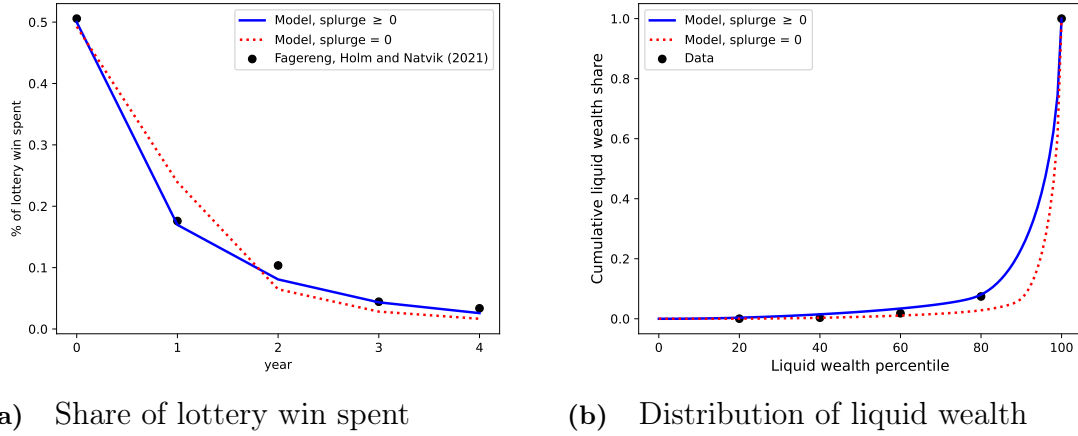 Model, splurge ≥ 0
Model, splurge = 0
Fagereng, Holm and Natvik (2021)
% of lottery win spent
0.5
0.4
0.3
0.2
0.1
0.0
0 1 2 3 4
year
a) Share of lottery win spent
Model, splurge ≥ 0
Model, splurge = 0
Data
Cumulative liquid wealth share
1.0
0.8
0.6
0.4
0.2
0.0
0 20 40 60 80 100
Liquid wealth percentile
(b) Distribution of liquid wealth